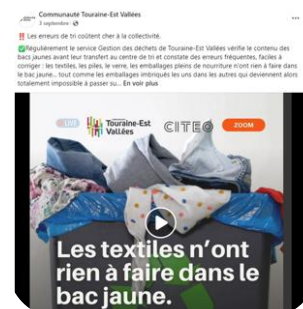 Communauté Touraine-Est Vallées
3 septembre ·
‼ Les erreurs de tri coûtent cher à la collectivité.
✅Régulièrement le service Gestion des déchets de Touraine-Est Vallées vérifie le contenu des
bacs jaunes avant leur transfert au centre de tri et constate des erreurs fréquentes, faciles à
corriger : les textiles, les piles, le verre, les emballages pleins de nourriture n'ont rien à faire dans
le bac jaune... tout comme les emballages imbriqués les uns dans les autres qui deviennent alors
totalement impossible à passer su... En voir plus
Touraine-Est
Vallées
CITEO
ZOOM
Les textiles n'ont
rien à faire dans le
bac jaune.